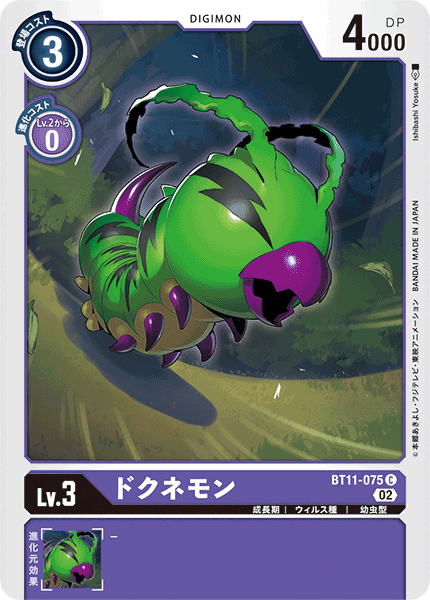 登場コスト
3
DIGIMON
DP
4000
進化コスト
Lv.2から
0
Ishibashi Yosuke
©本郷あきよし・フジテレビ・東映アニメーション BANDAI MADE IN JAPAN
Lv.3
ドクネモン
BT11-075 C
02
成長期 | ウィルス種 | 幼虫型
進化元効果
-